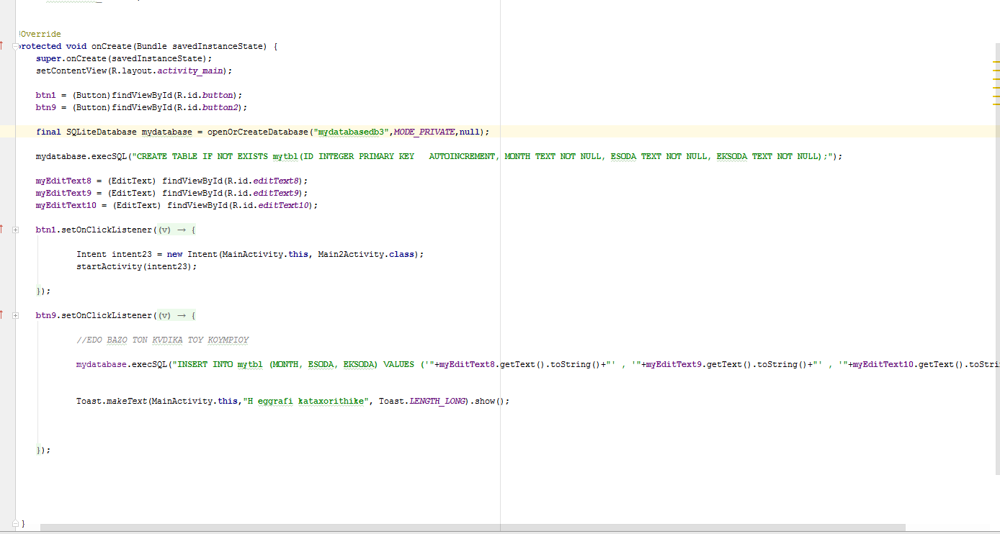 !Override
protected void onCreate(Bundle savedInstanceState) {
super.onCreate(savedInstanceState);
setContentView(R.layout.activity_main);
btn1 = (Button)findViewById(R.id.button);
btn9 = (Button)findViewById(R.id.button2);
final SQLiteDatabase mydatabase = openOrCreateDatabase("mydatabasedb3",MODE_PRIVATE,null);
mydatabase.execSQL("CREATE TABLE IF NOT EXISTS mytbl(ID INTEGER PRIMARY KEY   AUTOINCREMENT, MONTH TEXT NOT NULL, ESODA TEXT NOT NULL, EKSODA TEXT NOT NULL);");
myEditText8 = (EditText) findViewById(R.id.editText8);
myEditText9 = (EditText) findViewById(R.id.editText9);
myEditText10 = (EditText) findViewById(R.id.editText10);
btn1.setOnClickListener((v) → {
Intent intent23 = new Intent(MainActivity.this, Main2Activity.class);
startActivity(intent23);
});
btn9.setOnClickListener((v) → {
//EDO BAZO TON KVDIKA TOY KOYMPIOY
mydatabase.execSQL("INSERT INTO mytbl (MONTH, ESODA, EKSODA) VALUES ('"+myEditText8.getText().toString()+"' , '"+myEditText9.getText().toString()+"' , '"+myEditText10.getText().toStri
Toast.makeText(MainActivity.this,"H eggrafi kataxorithike", Toast.LENGTH_LONG).show();
});
}